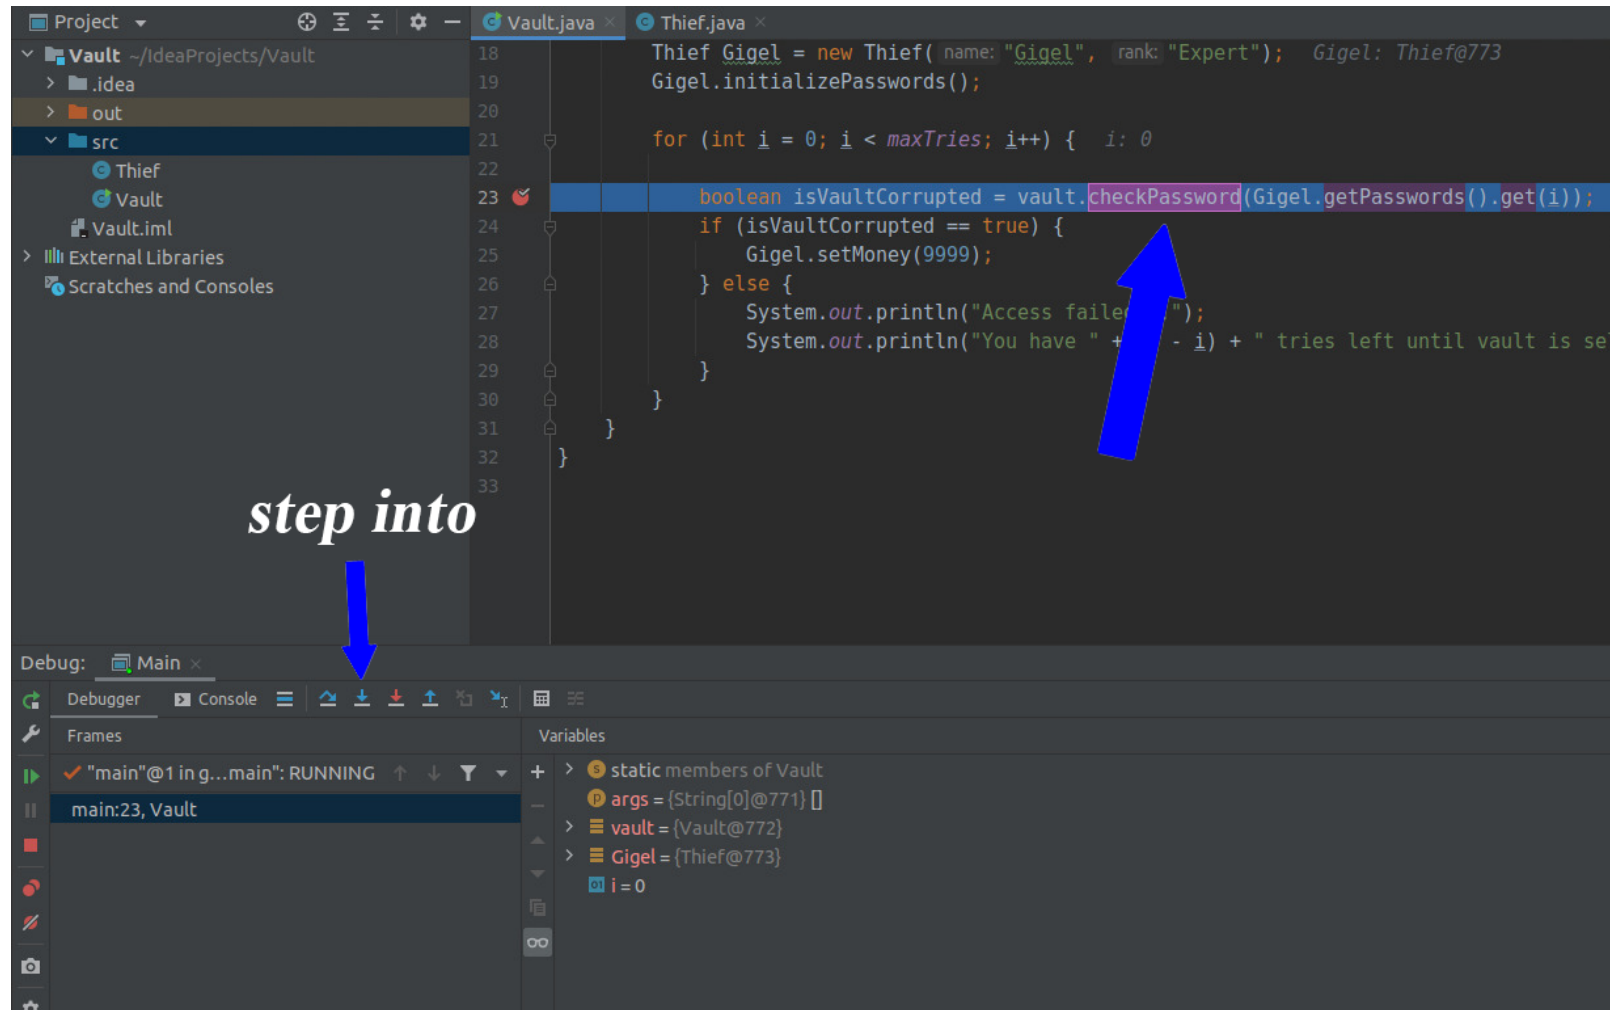 Project
Vault.java
Thief.java
Vault ~/IdeaProjects/Vault
.idea
out
src
Thief
Vault
Vault.iml
External Libraries
Scratches and Consoles
18 Thief Gigel = new Thief( name: "Gigel", rank: "Expert"); Gigel: Thief@773
19 Gigel.initializePasswords();
20
21 for (int i = 0; i < maxTries; i++) { i: 0
22
23 boolean isVaultCorrupted = vault.checkPassword(Gigel.getPasswords().get(i));
24 if (isVaultCorrupted == true) {
25 Gigel.setMoney(9999);
26 } else {
27 System.out.println("Access faile ");
28 System.out.println("You have " + - i) + " tries left until vault is se
29 }
30 }
31 }
32 }
33
step into
Debug: Main
Debugger Console
Frames
Variables
"main"@1 in g...main": RUNNING
main:23, Vault
static members of Vault
args = {String[0]@771} []
vault = {Vault@772}
Gigel = {Thief@773}
i = 0